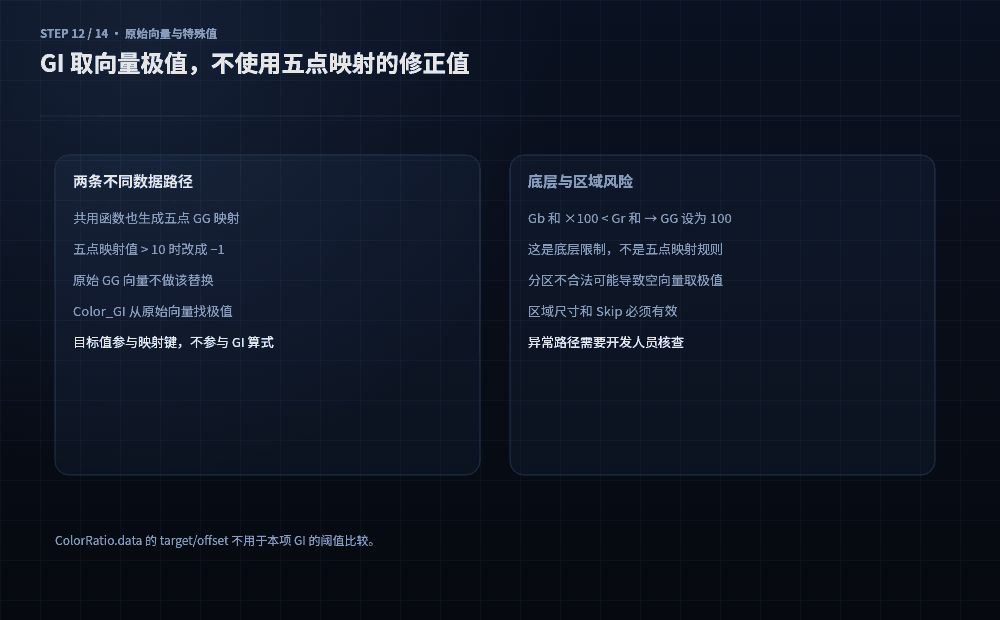 STEP 12 / 14 · 原始向量与特殊值
GI 取向量极值，不使用五点映射的修正值
两条不同数据路径
共用函数也生成五点 GG 映射
五点映射值 > 10 时改成 −1
原始 GG 向量不做该替换
Color_GI 从原始向量找极值
目标值参与映射键，不参与 GI 算式
底层与区域风险
Gb 和 ×100 < Gr 和 → GG 设为 100
这是底层限制，不是五点映射规则
分区不合法可能导致空向量取极值
区域尺寸和 Skip 必须有效
异常路径需要开发人员核查
ColorRatio.data 的 target/offset 不用于本项 GI 的阈值比较。